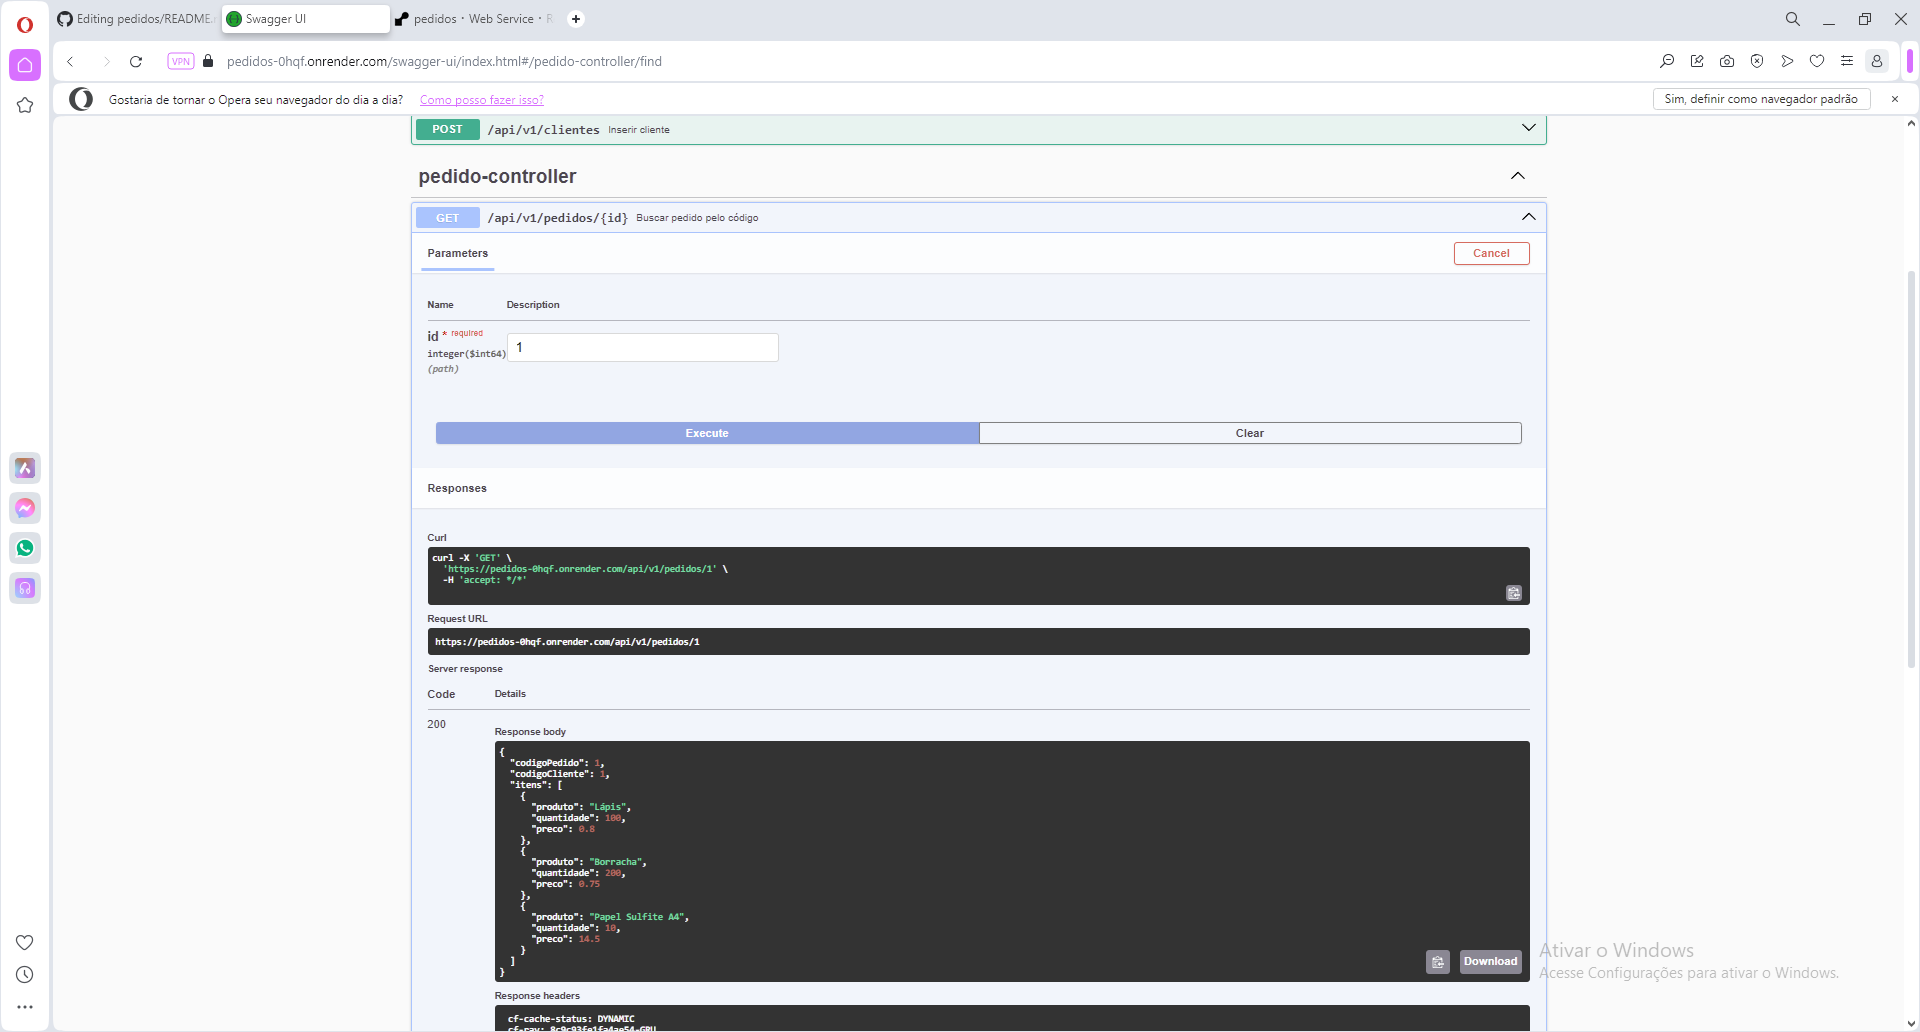 Editing pedidos/README.
Swagger UI
pedidos · Web Service ·
VPN
pedidos-0hqf.onrender.com/swagger-ui/index.html#/pedido-controller/find
Gostaria de tornar o Opera seu navegador do dia a dia? Como posso fazer isso?
Sim, definir como navegador padrão
POST /api/v1/clientes Inserir cliente
pedido-controller
GET /api/v1/pedidos/{id} Buscar pedido pelo código
Parameters
Cancel
Name Description
id * required
integer($int64)
(path)
1
Execute
Clear
Responses
Curl
curl -X 'GET' \
'https://pedidos-0hqf.onrender.com/api/v1/pedidos/1' \
-H 'accept: */*'
Request URL
https://pedidos-0hqf.onrender.com/api/v1/pedidos/1
Server response
Code Details
200
Response body
{
"codigoPedido": 1,
"codigoCliente": 1,
"itens": [
{
"produto": "Lápis",
"quantidade": 100,
"preco": 0.8
},
{
"produto": "Borracha",
"quantidade": 200,
"preco": 0.75
},
{
"produto": "Papel Sulfite A4",
"quantidade": 10,
"preco": 14.5
}
]
}
Download
Response headers
cf-cache-status: DYNAMIC
Ativar o Windows
Acesse Configurações para ativar o Windows.